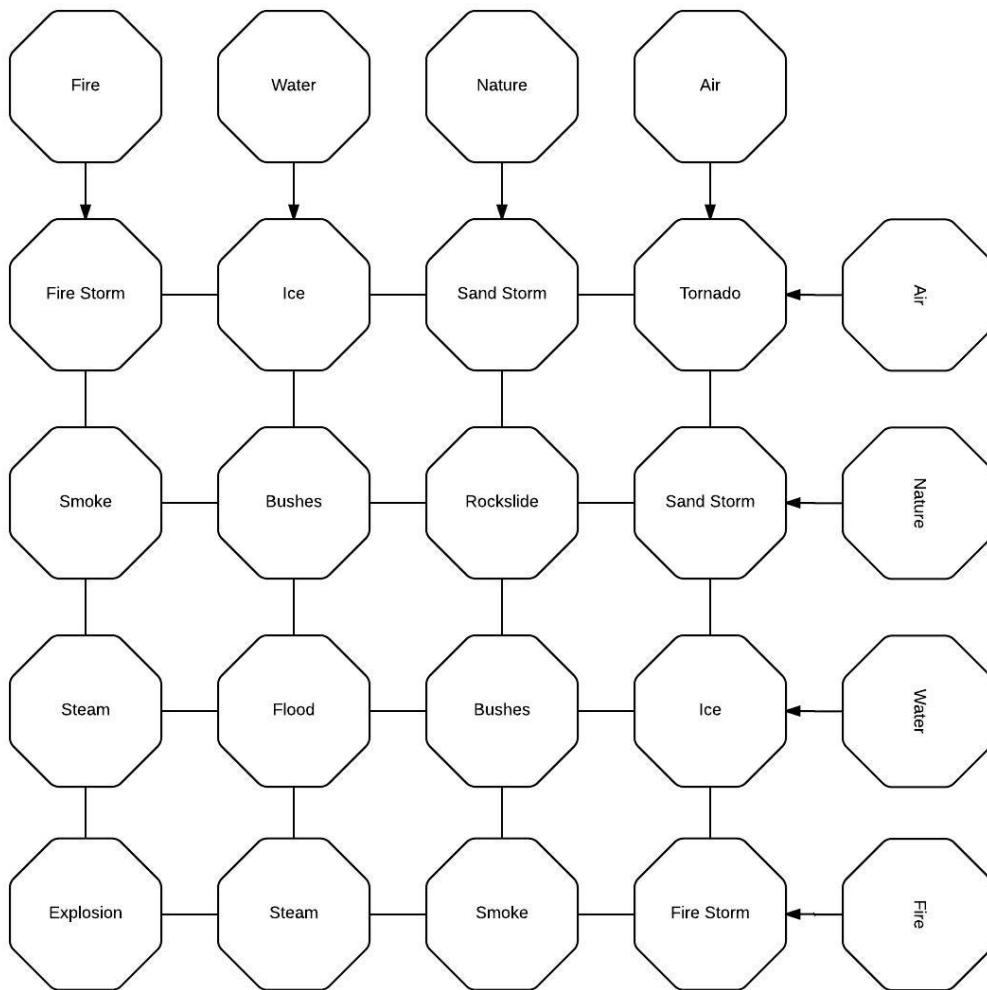 Fire
Water
Nature
Air
Fire Storm
Ice
Sand Storm
Tornado
Air
Smoke
Bushes
Rockslide
Sand Storm
Nature
Steam
Flood
Bushes
Ice
Water
Explosion
Steam
Smoke
Fire Storm
Fire